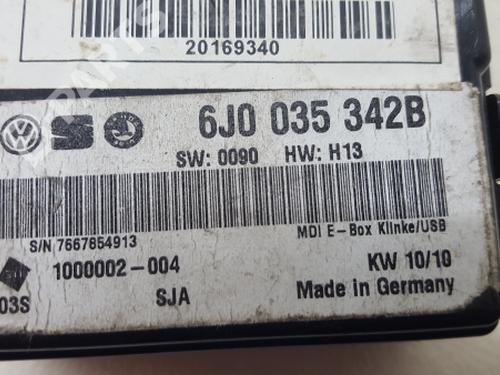 20169340
6J0 035 342B
SW: 0090 HW: H13
S/N 7667854913
MDI E-Box Klinke/USB
1000002-004
KW 10/10
03S
SJA
Made in Germany